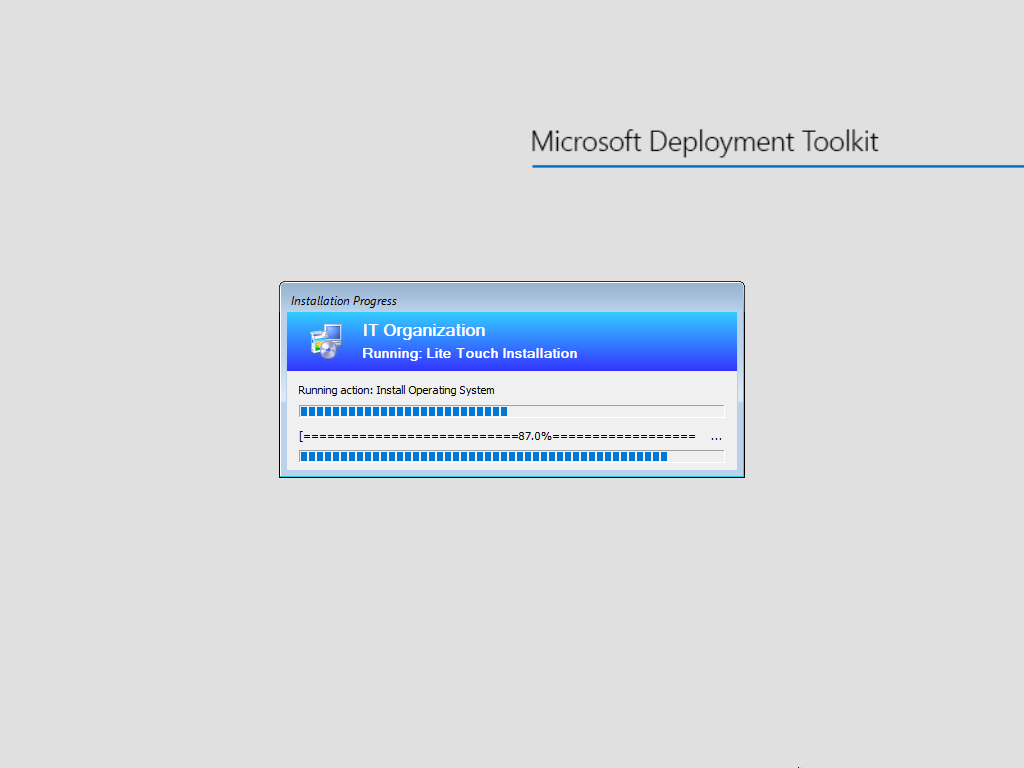 Microsoft Deployment Toolkit
Installation Progress
IT Organization
Running: Lite Touch Installation
Running action: Install Operating System
[===========================87.0%================== ...